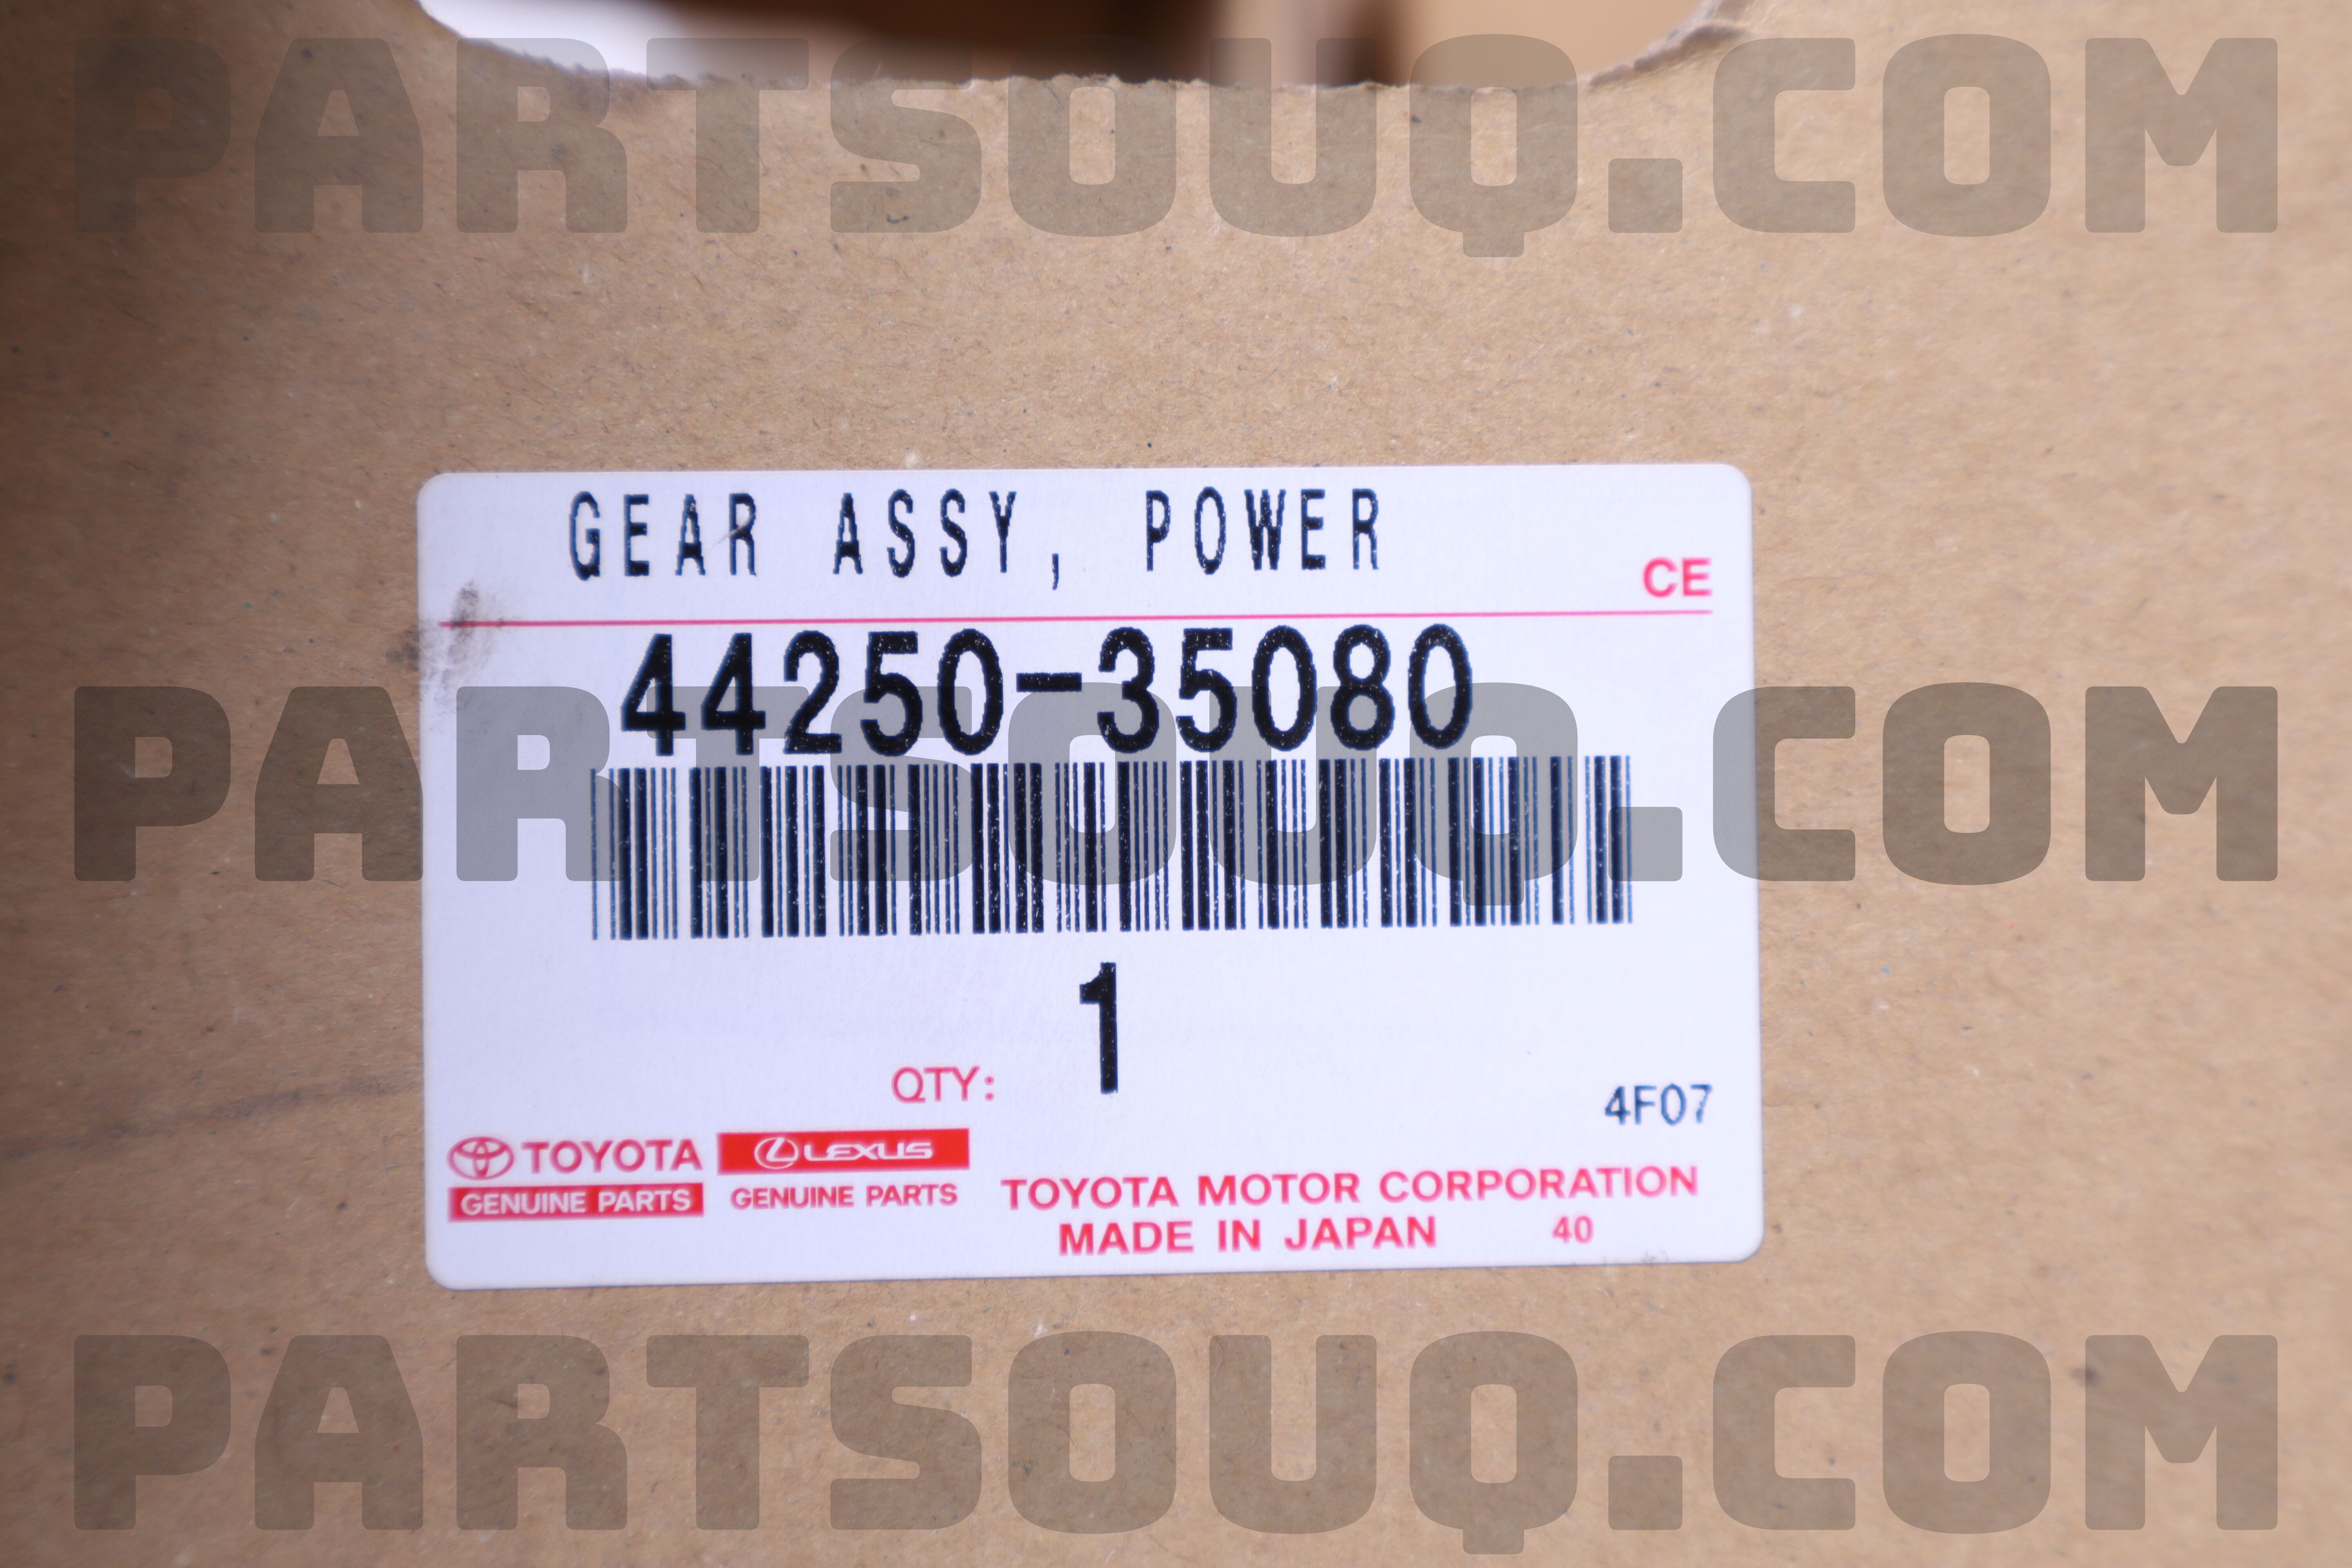 PARTSOUQ.COM
GEAR ASSY, POWER
CE
44250-35080
PARTSOUQ.COM
1
QTY:
4F07
TOYOTA
GENUINE PARTS
LEXUS
GENUINE PARTS
TOYOTA MOTOR CORPORATION
MADE IN JAPAN 40
PARTSOUQ.COM